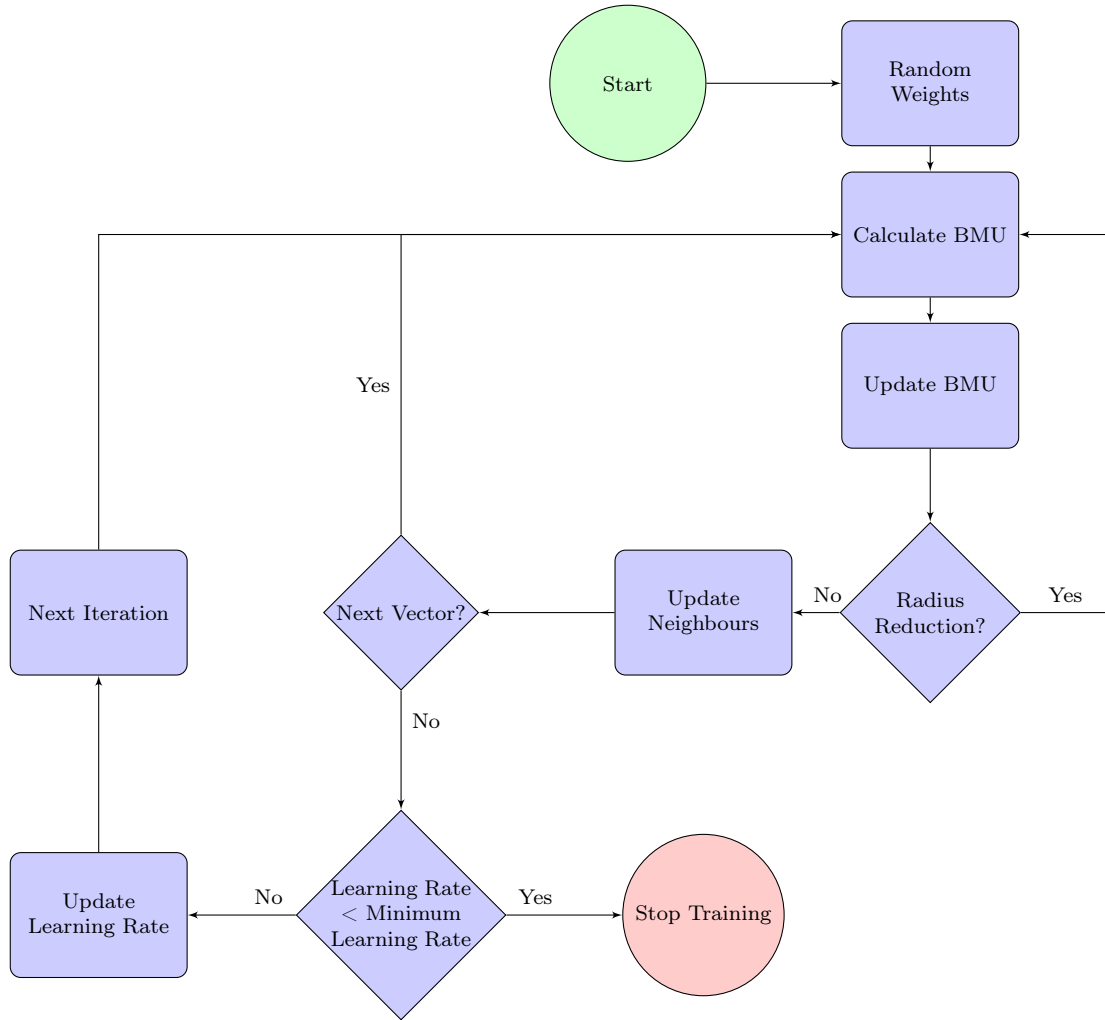 Start
Random
Weights
Calculate BMU
Update BMU
Yes
Next Iteration
Next Vector?
Update
Neighbours
No
Radius
Reduction?
Yes
No
Update
Learning Rate
No
Learning Rate
< Minimum
Learning Rate
Yes
Stop Training